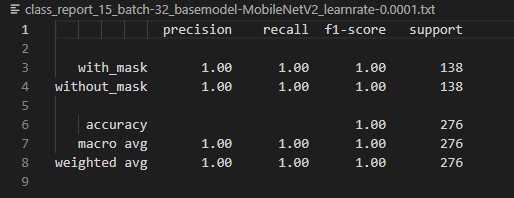 class_report_15_batch-32_basemodel-MobileNetV2_learnrate-0.0001.txt
1 precision recall f1-score support
2
3 with_mask 1.00 1.00 1.00 138
4 without_mask 1.00 1.00 1.00 138
5
6 accuracy 1.00 276
7 macro avg 1.00 1.00 1.00 276
8 weighted avg 1.00 1.00 1.00 276
9